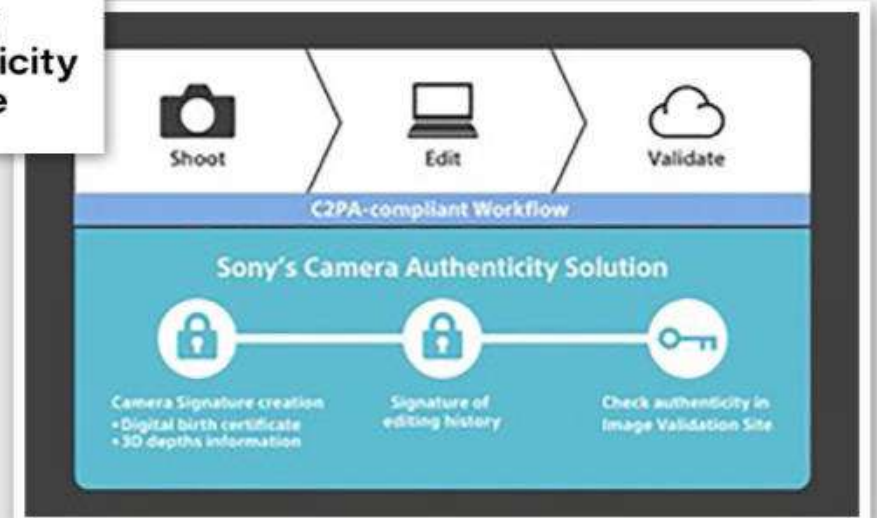 icity
e
Shoot
Edit
Validate
C2PA-compliant Workflow
Sony's Camera Authenticity Solution
Camera Signature creation
•Digital birth certificate
•3D depths information
Signature of
editing history
Check authenticity in
Image Validation Site